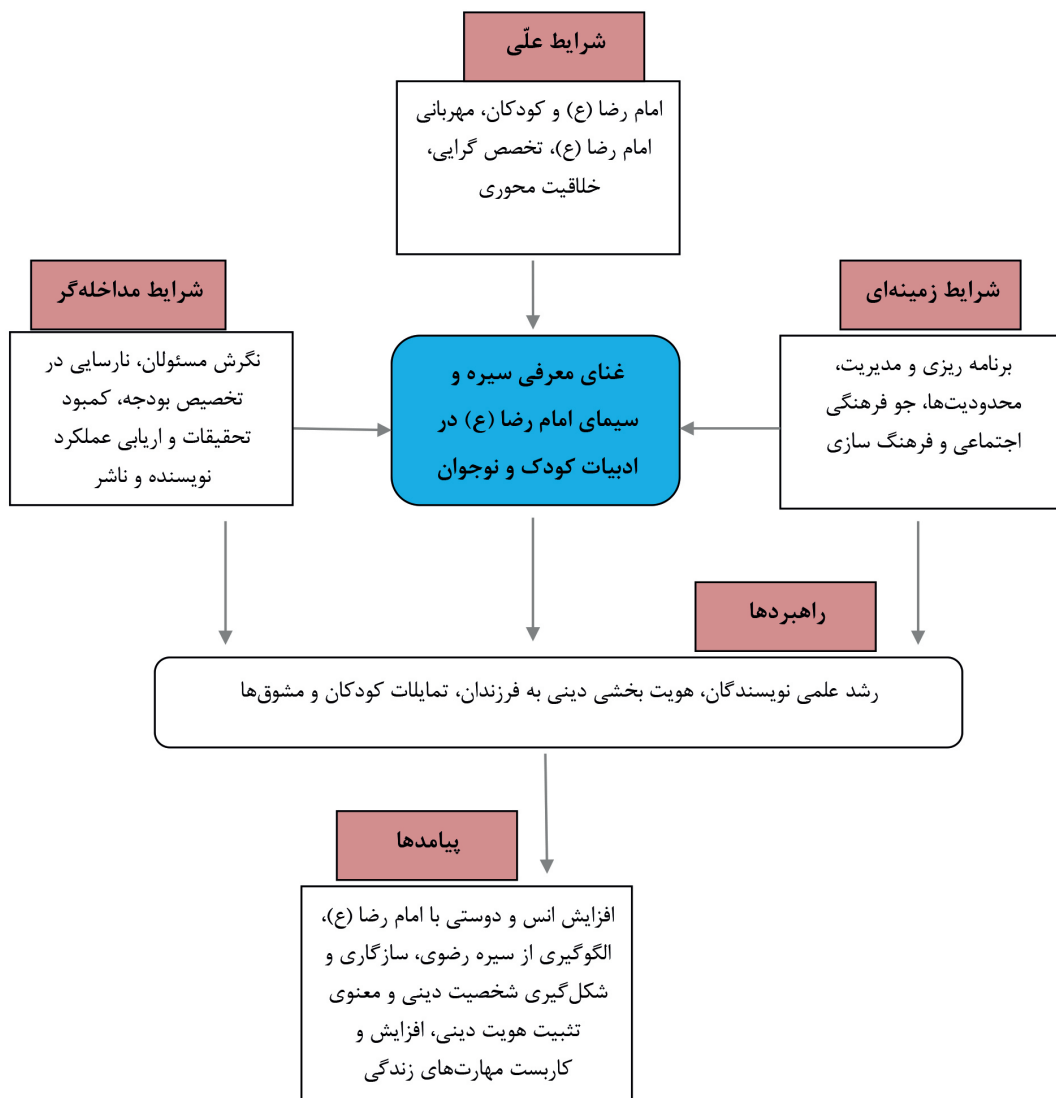 شرایط علّی
امام رضا (ع) و کودکان، مهربانی
امام رضا (ع)، تخصص گرایی،
خلاقیت محوری
شرایط زمینه‌ای
برنامه ریزی و مدیریت،
محدودیت‌ها، جو فرهنگی
اجتماعی و فرهنگ سازی
غنای معرفی سیره و
سیمای امام رضا (ع) در
ادبیات کودک و نوجوان
شرایط مداخله‌گر
نگرش مسئولان، نارسایی در
تخصیص بودجه، کمبود
تحقیقات و اریابی عملکرد
نویسنده و ناشر
راهبردها
رشد علمی نویسندگان، هویت بخشی دینی به فرزندان، تمایلات کودکان و مشوق‌ها
پیامدها
افزایش انس و دوستی با امام رضا (ع)،
الگوگیری از سیره رضوی، سازگاری و
شکل‌گیری شخصیت دینی و معنوی
تثبیت هویت دینی، افزایش و
کاربست مهارت‌های زندگی